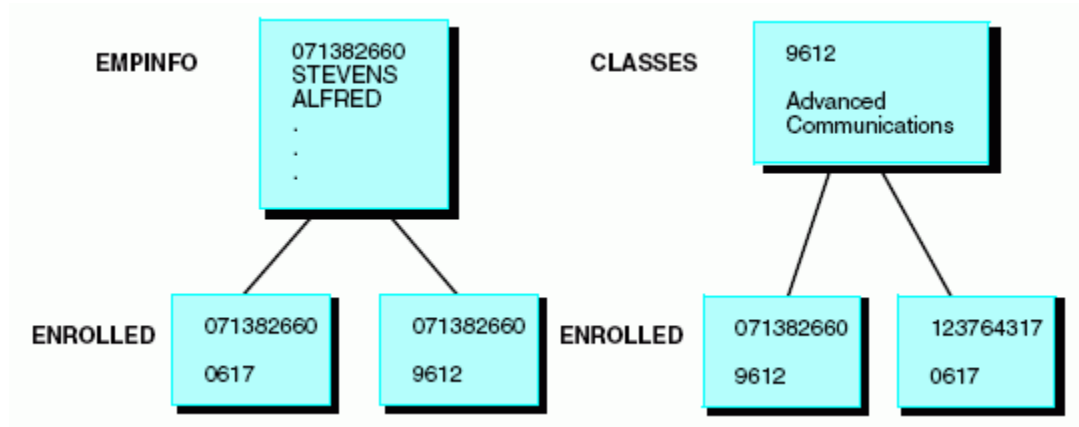 EMPINFO
071382660
STEVENS
ALFRED
.
.
.
CLASSES
9612
Advanced
Communications
ENROLLED
071382660
0617
071382660
9612
ENROLLED
071382660
9612
123764317
0617